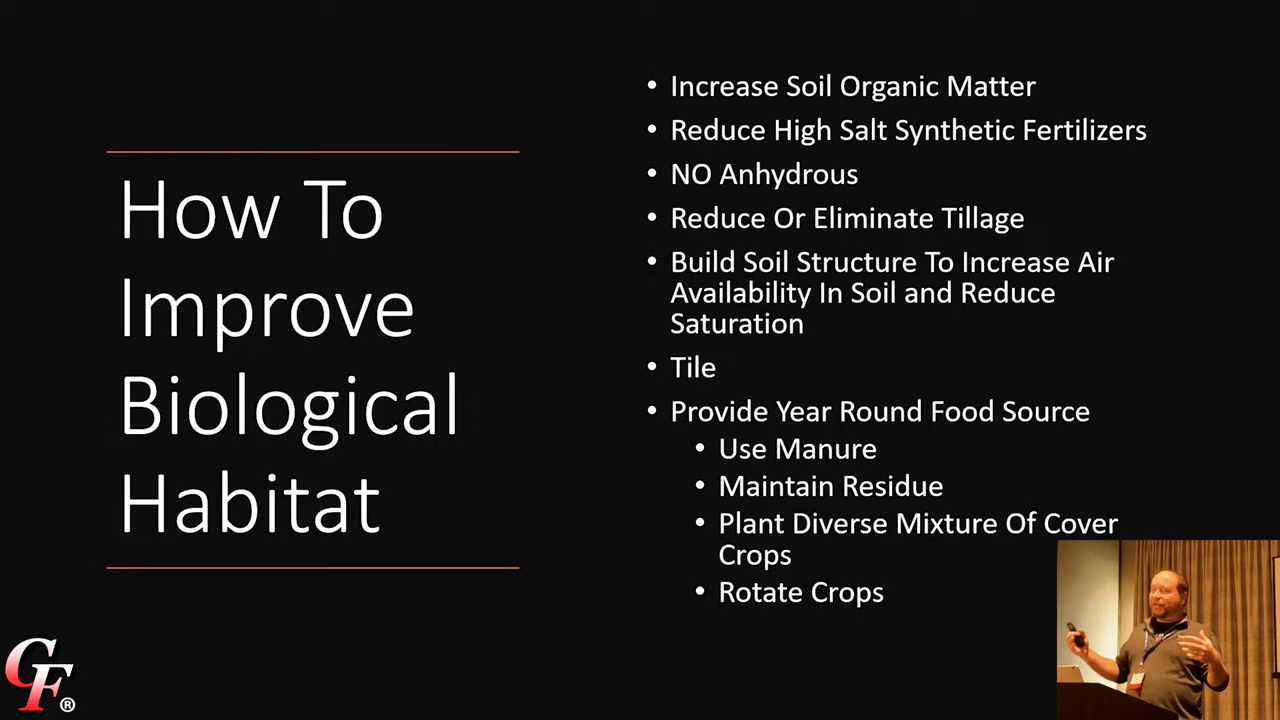 How To
Improve
Biological
Habitat
• Increase Soil Organic Matter
• Reduce High Salt Synthetic Fertilizers
• NO Anhydrous
• Reduce Or Eliminate Tillage
• Build Soil Structure To Increase Air
Availability In Soil and Reduce
Saturation
• Tile
• Provide Year Round Food Source
• Use Manure
• Maintain Residue
• Plant Diverse Mixture Of Cover
Crops
• Rotate Crops
CF®